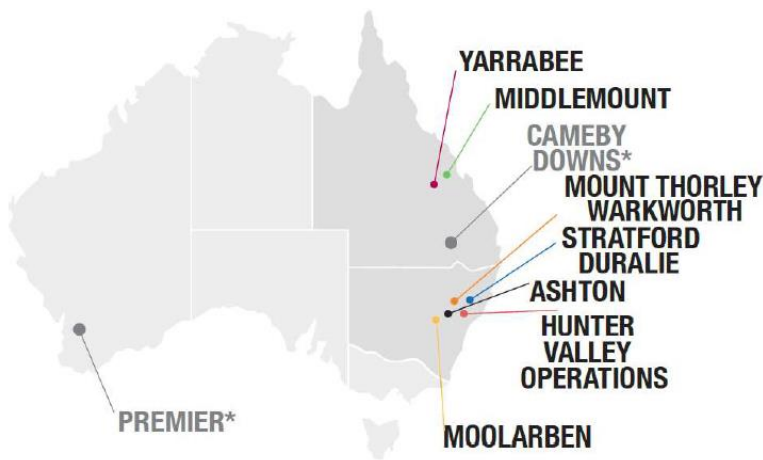 YARRABEE
MIDDLEMOUNT
CAMEBY
DOWNS*
MOUNT THORLEY
WARKWORTH
STRATFORD
DURALIE
ASHTON
HUNTER
VALLEY
OPERATIONS
PREMIER*
MOOLARBEN